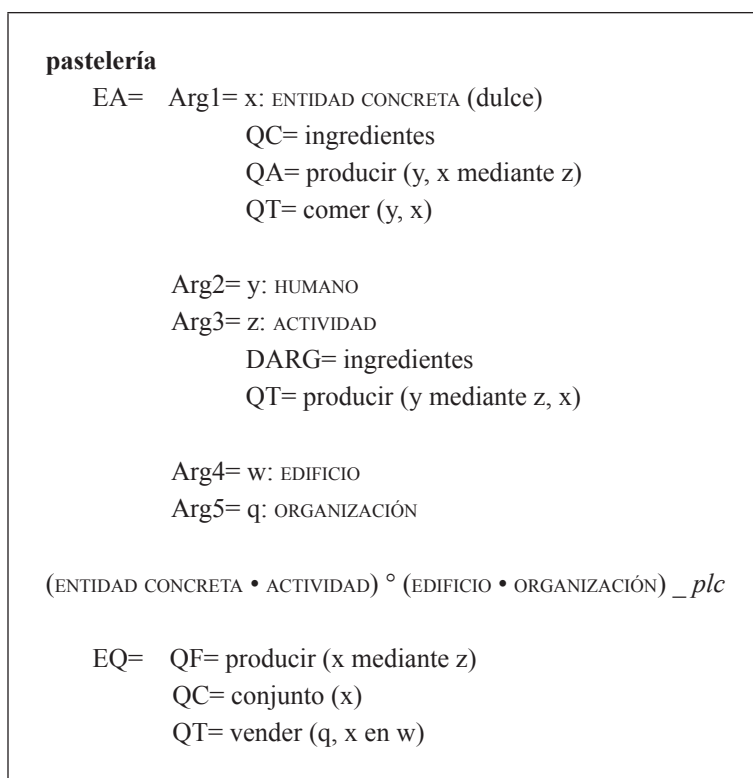 pastelería
EA= Arg1= x: ENTIDAD CONCRETA (dulce)
QC= ingredientes
QA= producir (y, x mediante z)
QT= comer (y, x)
Arg2= y: HUMANO
Arg3= z: ACTIVIDAD
DARG= ingredientes
QT= producir (y mediante z, x)
Arg4= w: EDIFICIO
Arg5= q: ORGANIZACIÓN
(ENTIDAD CONCRETA • ACTIVIDAD) ° (EDIFICIO • ORGANIZACIÓN) _ plc
EQ= QF= producir (x mediante z)
QC= conjunto (x)
QT= vender (q, x en w)